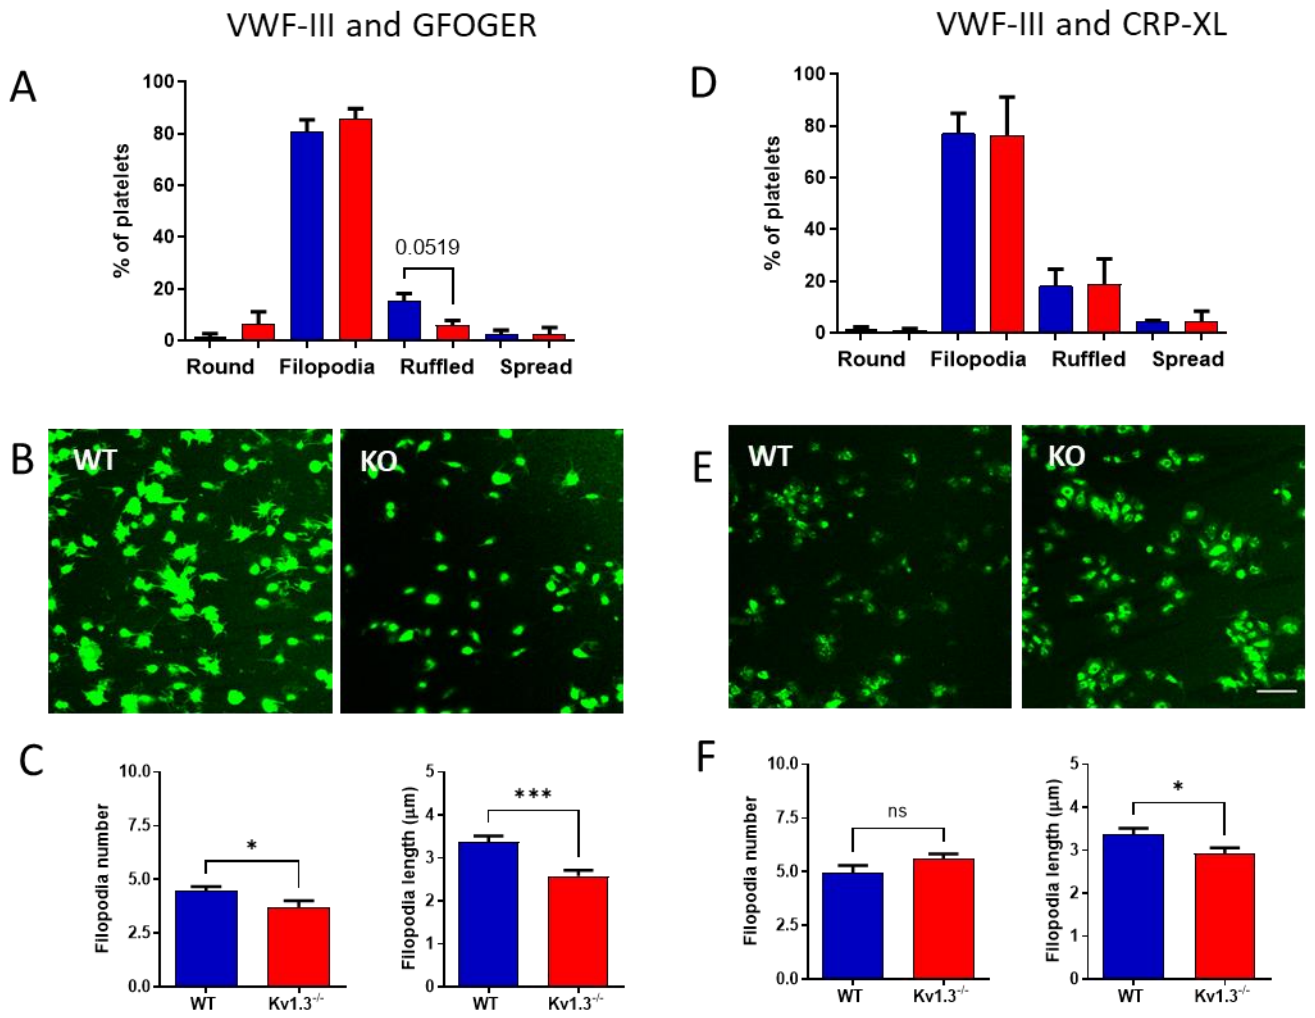 VWF-III and GFOGER
VWF-III and CRP-XL
A
100
80
60
40
20
0
% of platelets
0.0519
Round Filopodia Ruffled Spread
D
100
80
60
40
20
0
% of platelets
Round Filopodia Ruffled Spread
B
WT
KO
E
WT
KO
C
10.0
7.5
5.0
2.5
0.0
Filopodia number
*
WT Kv1.3-/-
5
4
3
2
1
0
Filopodia length (μm)
***
WT Kv1.3-/-
F
10.0
7.5
5.0
2.5
0.0
Filopodia number
ns
WT Kv1.3-/-
5
4
3
2
1
0
Filopodia length (μm)
*
WT Kv1.3-/-